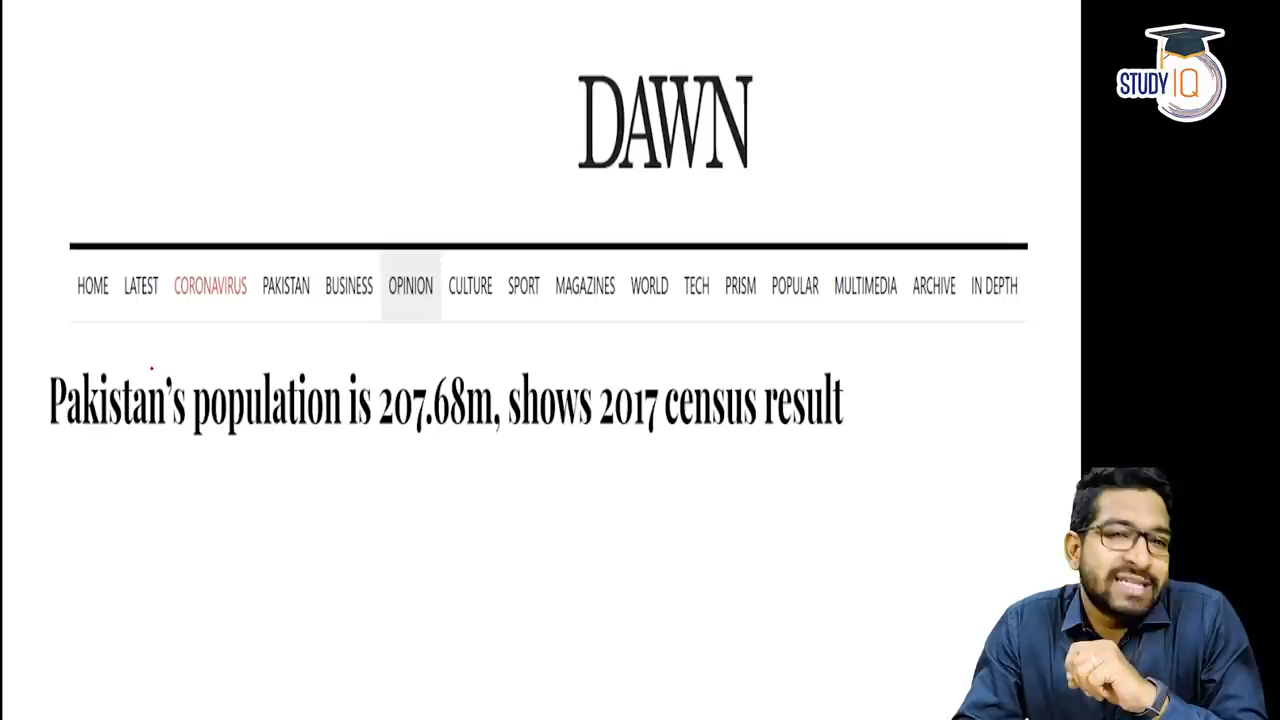 DAWN
STUDY IQ
HOME LATEST CORONAVIRUS PAKISTAN BUSINESS OPINION CULTURE SPORT MAGAZINES WORLD TECH PRISM POPULAR MULTIMEDIA ARCHIVE IN DEPTH
Pakistan's population is 207.68m, shows 2017 census result